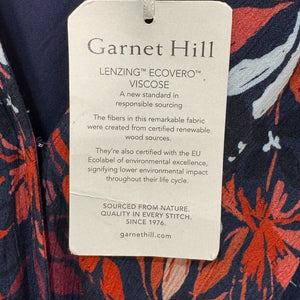 Garnet Hill
LENZING™ ECOVERO™
VISCOSE
A new standard in
responsible sourcing
The fibers in this remarkable fabric
were created from certified renewable
wood sources.
They're also certified with the EU
Ecolabel of environmental excellence,
signifying lower environmental impact
throughout their life cycle.
SOURCED FROM NATURE.
QUALITY IN EVERY STITCH.
SINCE 1976.
garnethill.com